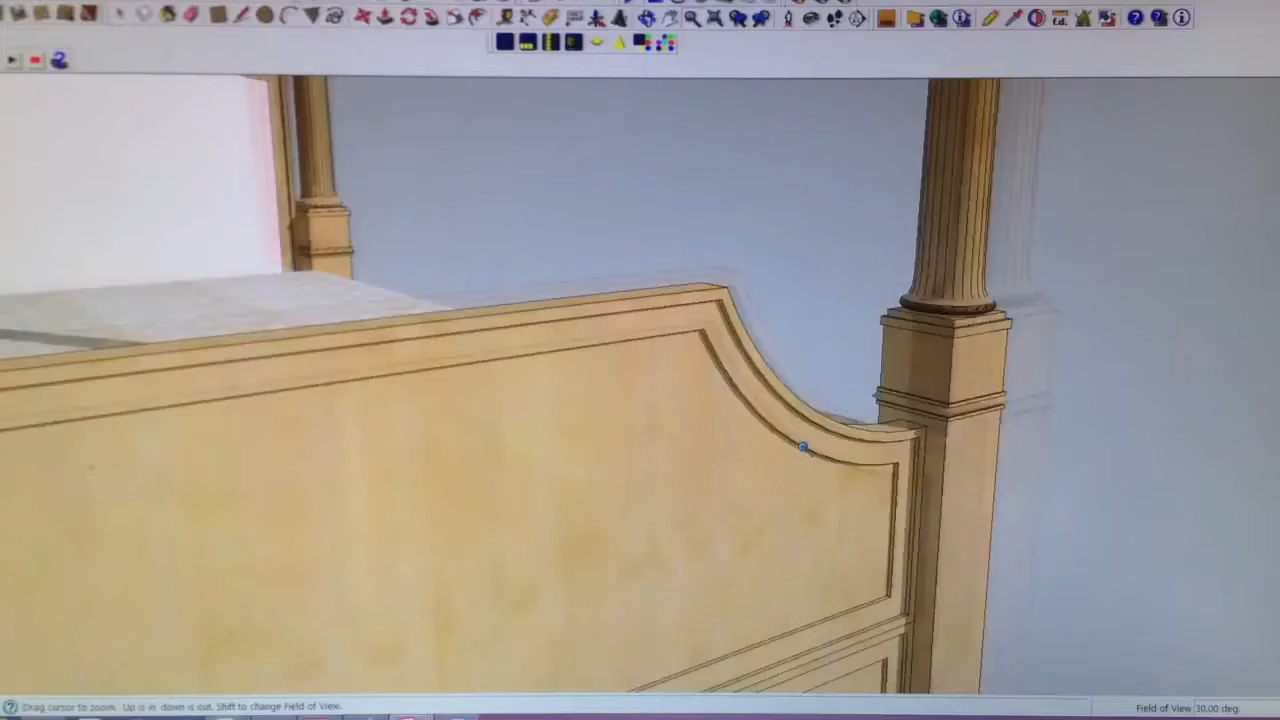 f.d.
Drag cursor to zoom. Up is in, down is out. Shift to change Field of View.
Field of View 30.00 deg.